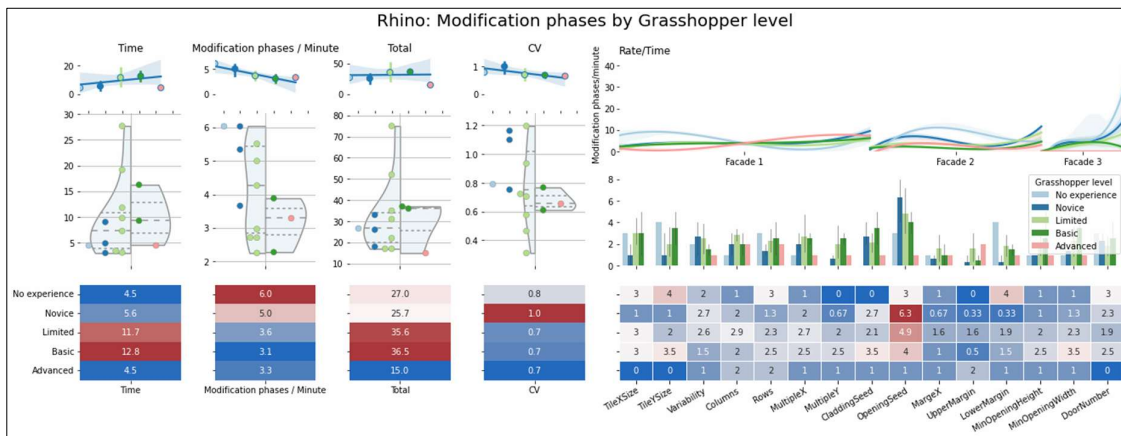 Rhino: Modification phases by Grasshopper level
Time
Modification phases / Minute
Total
CV
Rate/Time
20
0
5
0
50
0
1
0
Modification phases/minute
40
30
20
10
0
Facade 1
Facade 2
Facade 3
30
25
20
15
10
5
6
5
4
3
2
80
70
60
50
40
30
20
10
1.2
1.0
0.8
0.6
0.4
8
6
4
2
0
Grasshopper level
No experience
Novice
Limited
Basic
Advanced
No experience 4.5 6.0 27.0 0.8 3 4 2 1 3 1 0 0 3 1 0 4 1 1 3
Novice 5.6 5.0 25.7 1.0 1 1 2.7 2 1.3 2 0.67 2.7 6.3 0.67 0.33 0.33 1 1.3 2.3
Limited 11.7 3.6 35.6 0.7 3 2 2.6 2.9 2.3 2.7 2 2.1 4.9 1.6 1.6 1.9 2 2.3 1.9
Basic 12.8 3.1 36.5 0.7 3 3.5 1.5 2 2.5 2.5 2.5 3.5 4 1 0.5 1.5 2.5 3.5 2.5
Advanced 4.5 3.3 15.0 0.7 0 0 1 2 2 1 1 1 1 1 2 1 1 1 0
Time
Modification phases / Minute
Total
CV
TileXSize
TileYSize
Variability
Columns
Rows
MultipleX
MultipleY
CladdingSeed
OpeningSeed
MargeX
UpperMargin
LowerMargin
MinOpeningHeight
MinOpeningWidth
DoorNumber